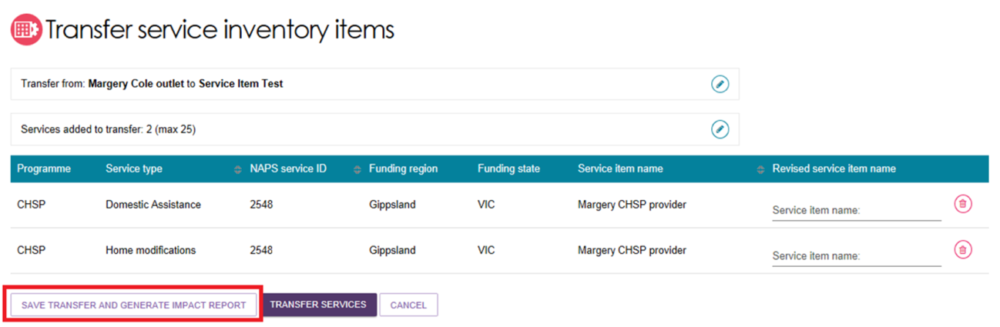 Transfer service inventory items
Transfer from: Margery Cole outlet to Service Item Test
Services added to transfer: 2 (max 25)
Programme Service type NAPS service ID Funding region Funding state Service item name Revised service item name
CHSP Domestic Assistance 2548 Gippsland VIC Margery CHSP provider Service item name:
CHSP Home modifications 2548 Gippsland VIC Margery CHSP provider Service item name:
SAVE TRANSFER AND GENERATE IMPACT REPORT TRANSFER SERVICES CANCEL